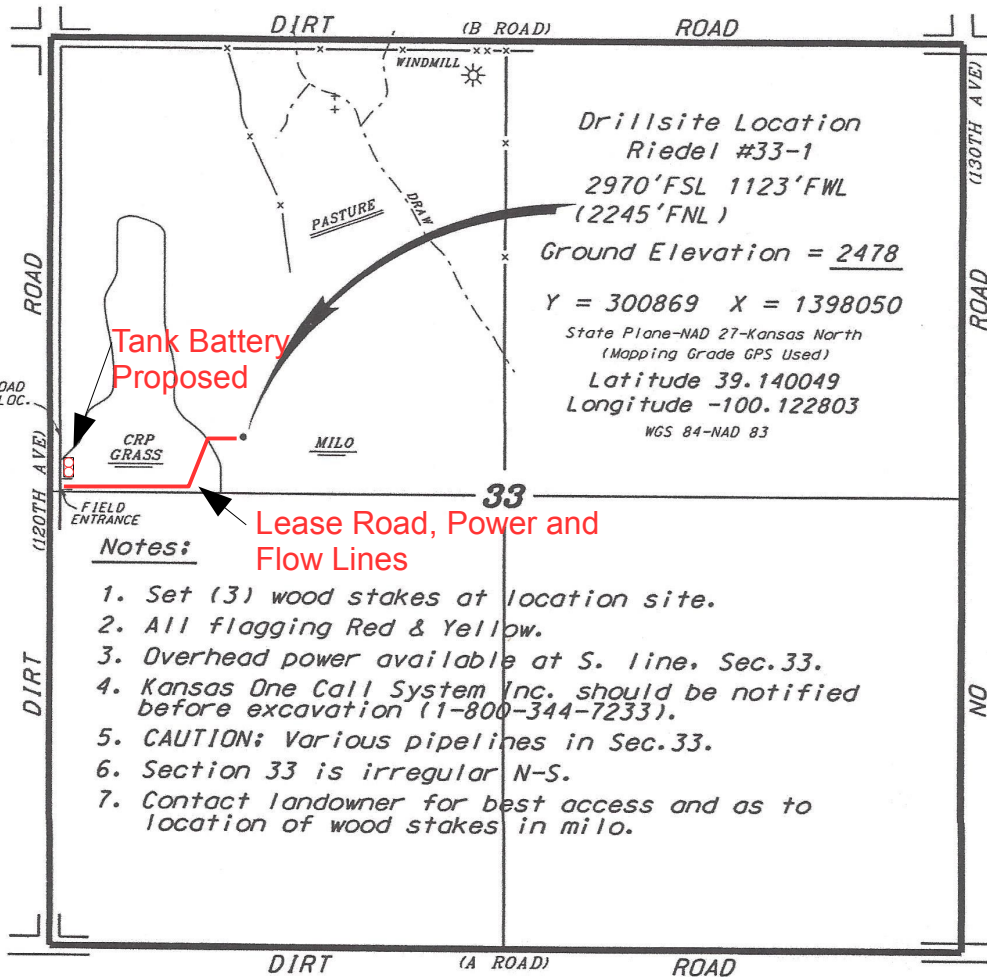 DIRT (B ROAD) ROAD
WINDMILL
(130TH AVE)
Drillsite Location
Riedel #33-1
2970'FSL 1123'FWL
(2245'FNL)
PASTURE
DRAW
Ground Elevation = 2478
ROAD
ROAD
Y = 300869 X = 1398050
State Plane-NAD 27-Kansas North
(Mapping Grade GPS Used)
Latitude 39.140049
Longitude -100.122803
WGS 84-NAD 83
Tank Battery
Proposed
LOC.
(120TH AVE)
CRP
GRASS
MILO
33
FIELD
ENTRANCE
Lease Road, Power and
Flow Lines
Notes:
1. Set (3) wood stakes at location site.
2. All flagging Red & Yellow.
3. Overhead power available at S. line, Sec.33.
4. Kansas One Call System Inc. should be notified
before excavation (1-800-344-7233).
5. CAUTION: Various pipelines in Sec.33.
6. Section 33 is irregular N-S.
7. Contact landowner for best access and as to
location of wood stakes in milo.
DIRT
NO
DIRT (A ROAD) ROAD